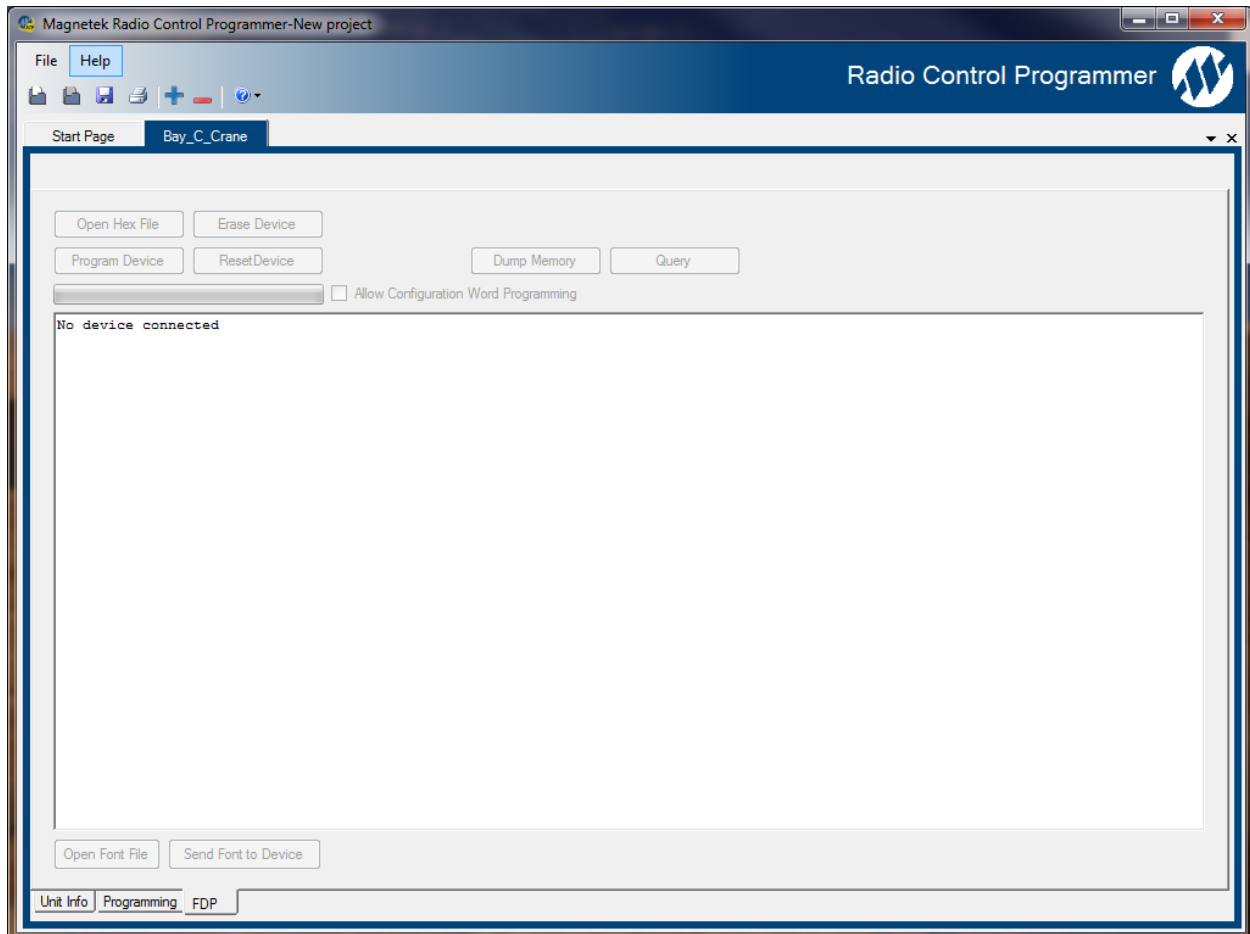 Magnetek Radio Control Programmer-New project
File Help
Radio Control Programmer
Start Page Bay_C_Crane
Open Hex File Erase Device
Program Device ResetDevice Dump Memory Query
Allow Configuration Word Programming
No device connected
Open Font File Send Font to Device
Unit Info Programming FDP